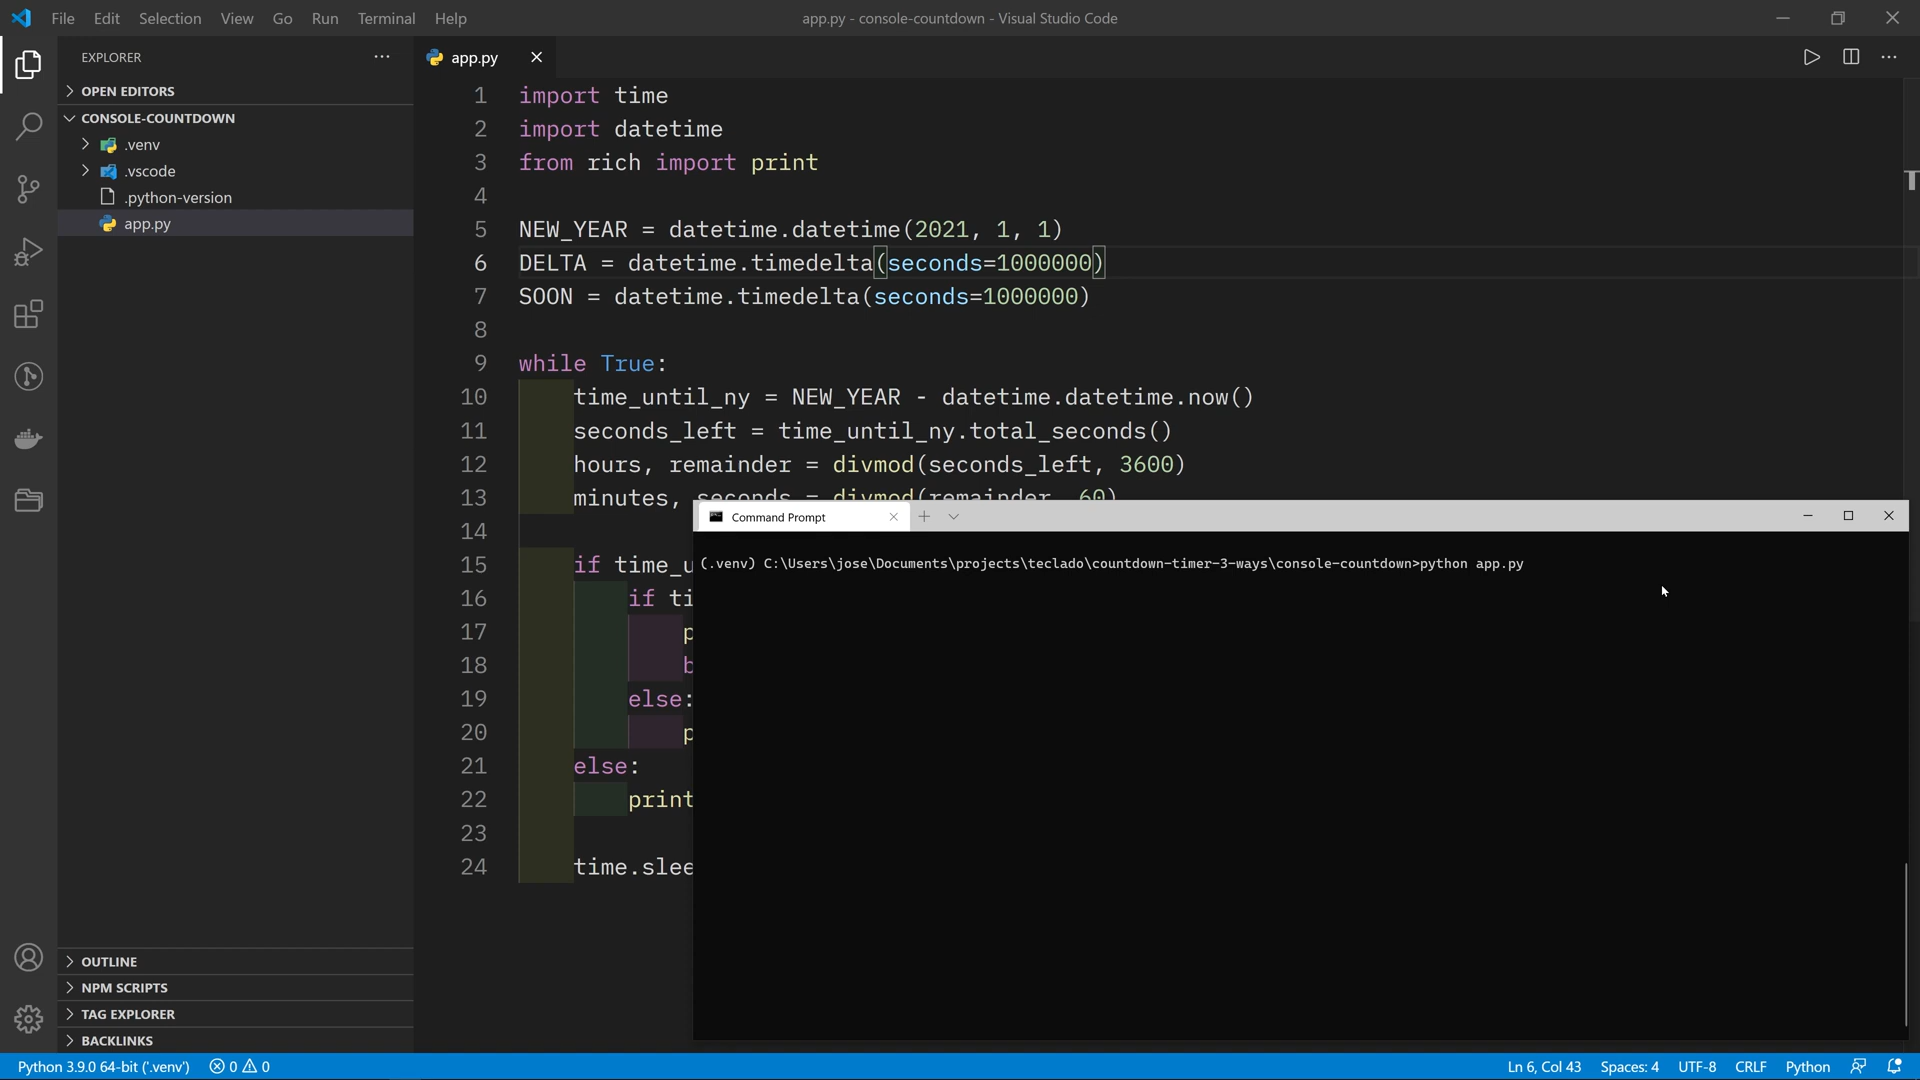 File Edit Selection View Go Run Terminal Help
app.py - console-countdown - Visual Studio Code
EXPLORER
OPEN EDITORS
CONSOLE-COUNTDOWN
.venv
.vscode
.python-version
app.py
OUTLINE
NPM SCRIPTS
TAG EXPLORER
BACKLINKS
app.py
1 import time
2 import datetime
3 from rich import print
4
5 NEW_YEAR = datetime.datetime(2021, 1, 1)
6 DELTA = datetime.timedelta(seconds=1000000)
7 SOON = datetime.timedelta(seconds=1000000)
8
9 while True:
10 time_until_ny = NEW_YEAR - datetime.datetime.now()
11 seconds_left = time_until_ny.total_seconds()
12 hours, remainder = divmod(seconds_left, 3600)
13 minutes, seconds = divmod(remainder, 60)
14
15 if time_u
16 if ti
17 p
18 b
19 else:
20 p
21 else:
22 print
23
24 time.slee
Command Prompt
(.venv) C:\Users\jose\Documents\projects\teclado\countdown-timer-3-ways\console-countdown>python app.py
Python 3.9.0 64-bit ('.venv') 0 0
Ln 6, Col 43 Spaces: 4 UTF-8 CRLF Python